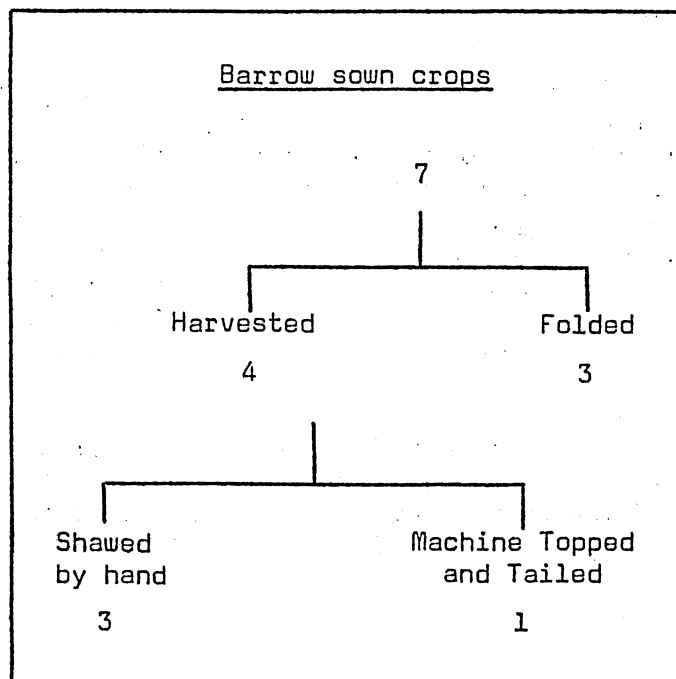 Barrow sown crops
7
Harvested Folded
4 3
Shawed Machine Topped
by hand and Tailed
3 1